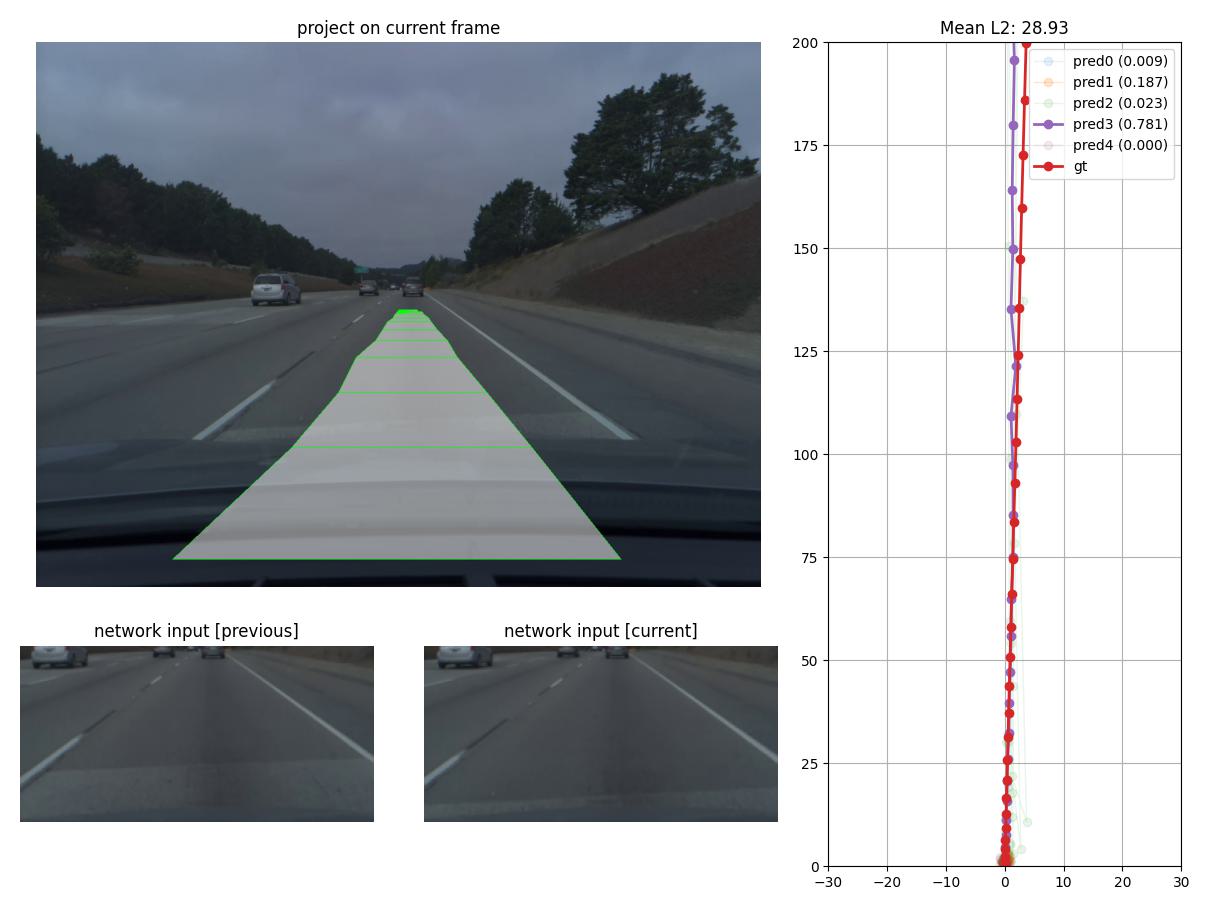 project on current frame
Mean L2: 28.93
200
175
150
125
100
75
50
25
0
−30
−20
−10
0
10
20
30
pred0 (0.009)
pred1 (0.187)
pred2 (0.023)
pred3 (0.781)
pred4 (0.000)
gt
network input [previous]
network input [current]